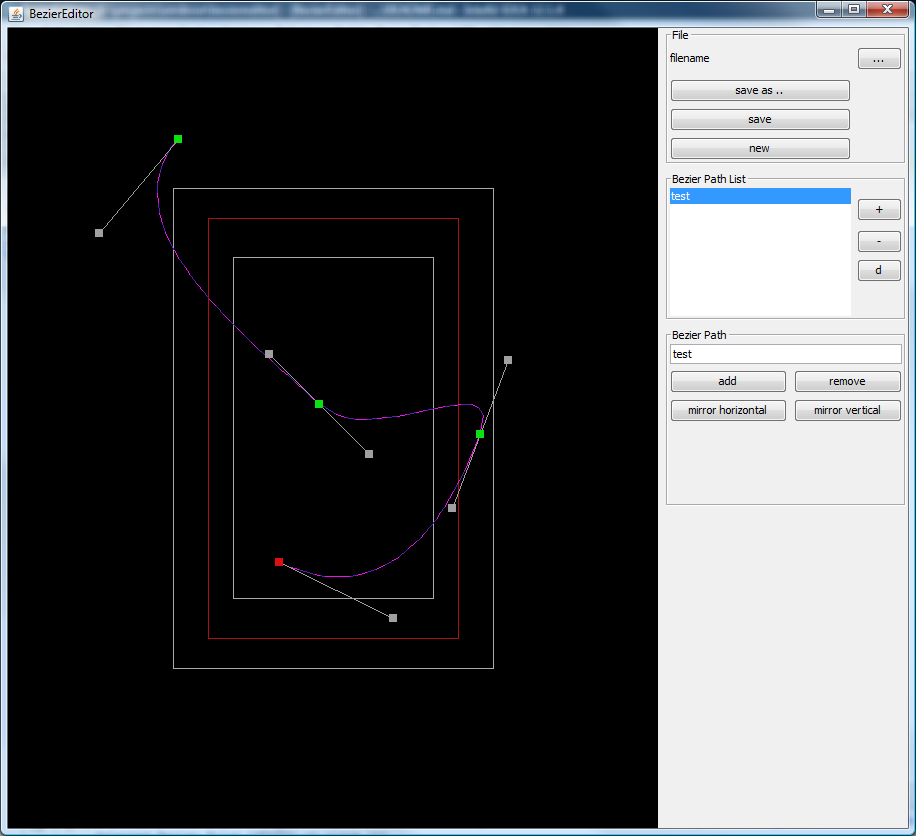 BezierEditor
File
filename
...
save as ..
save
new
Bezier Path List
test
+
-
d
Bezier Path
test
add
remove
mirror horizontal
mirror vertical